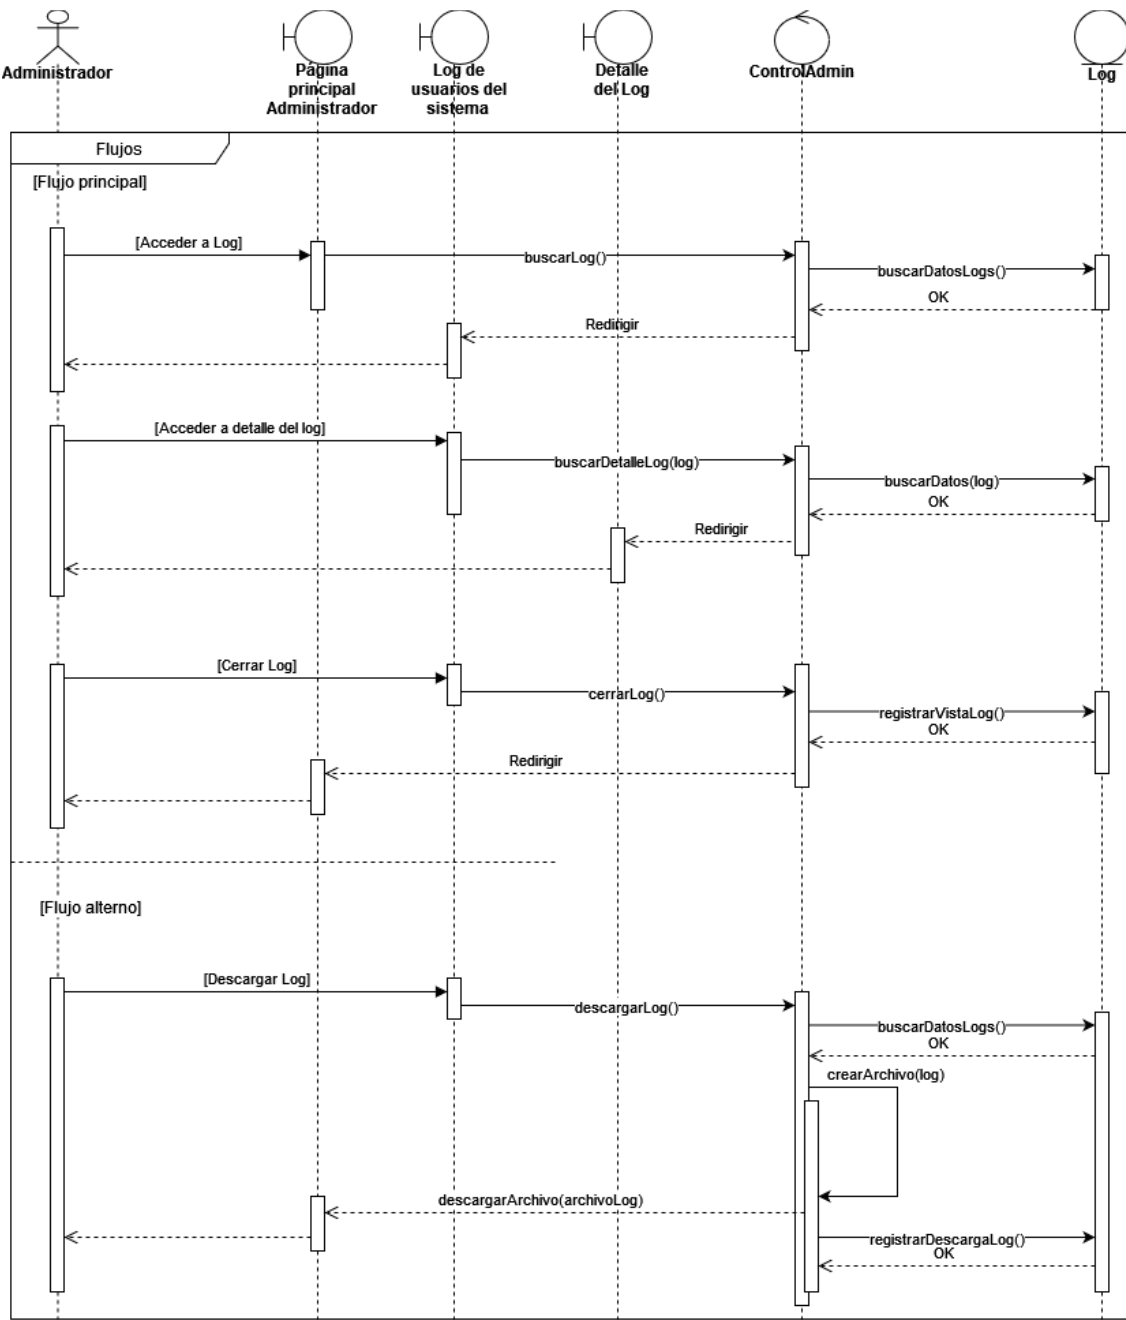 Administrador
Página
principal
Administrador
Log de
usuarios del
sistema
Detalle
del Log
ControlAdmin
Log
Flujos
[Flujo principal]
[Acceder a Log]
buscarLog()
buscarDatosLogs()
OK
Redirigir
[Acceder a detalle del log]
buscarDetalleLog(log)
buscarDatos(log)
OK
Redirigir
[Cerrar Log]
cerrarLog()
registrarVistaLog()
OK
Redirigir
[Flujo alterno]
[Descargar Log]
descargarLog()
buscarDatosLogs()
OK
crearArchivo(log)
descargarArchivo(archivoLog)
registrarDescargaLog()
OK